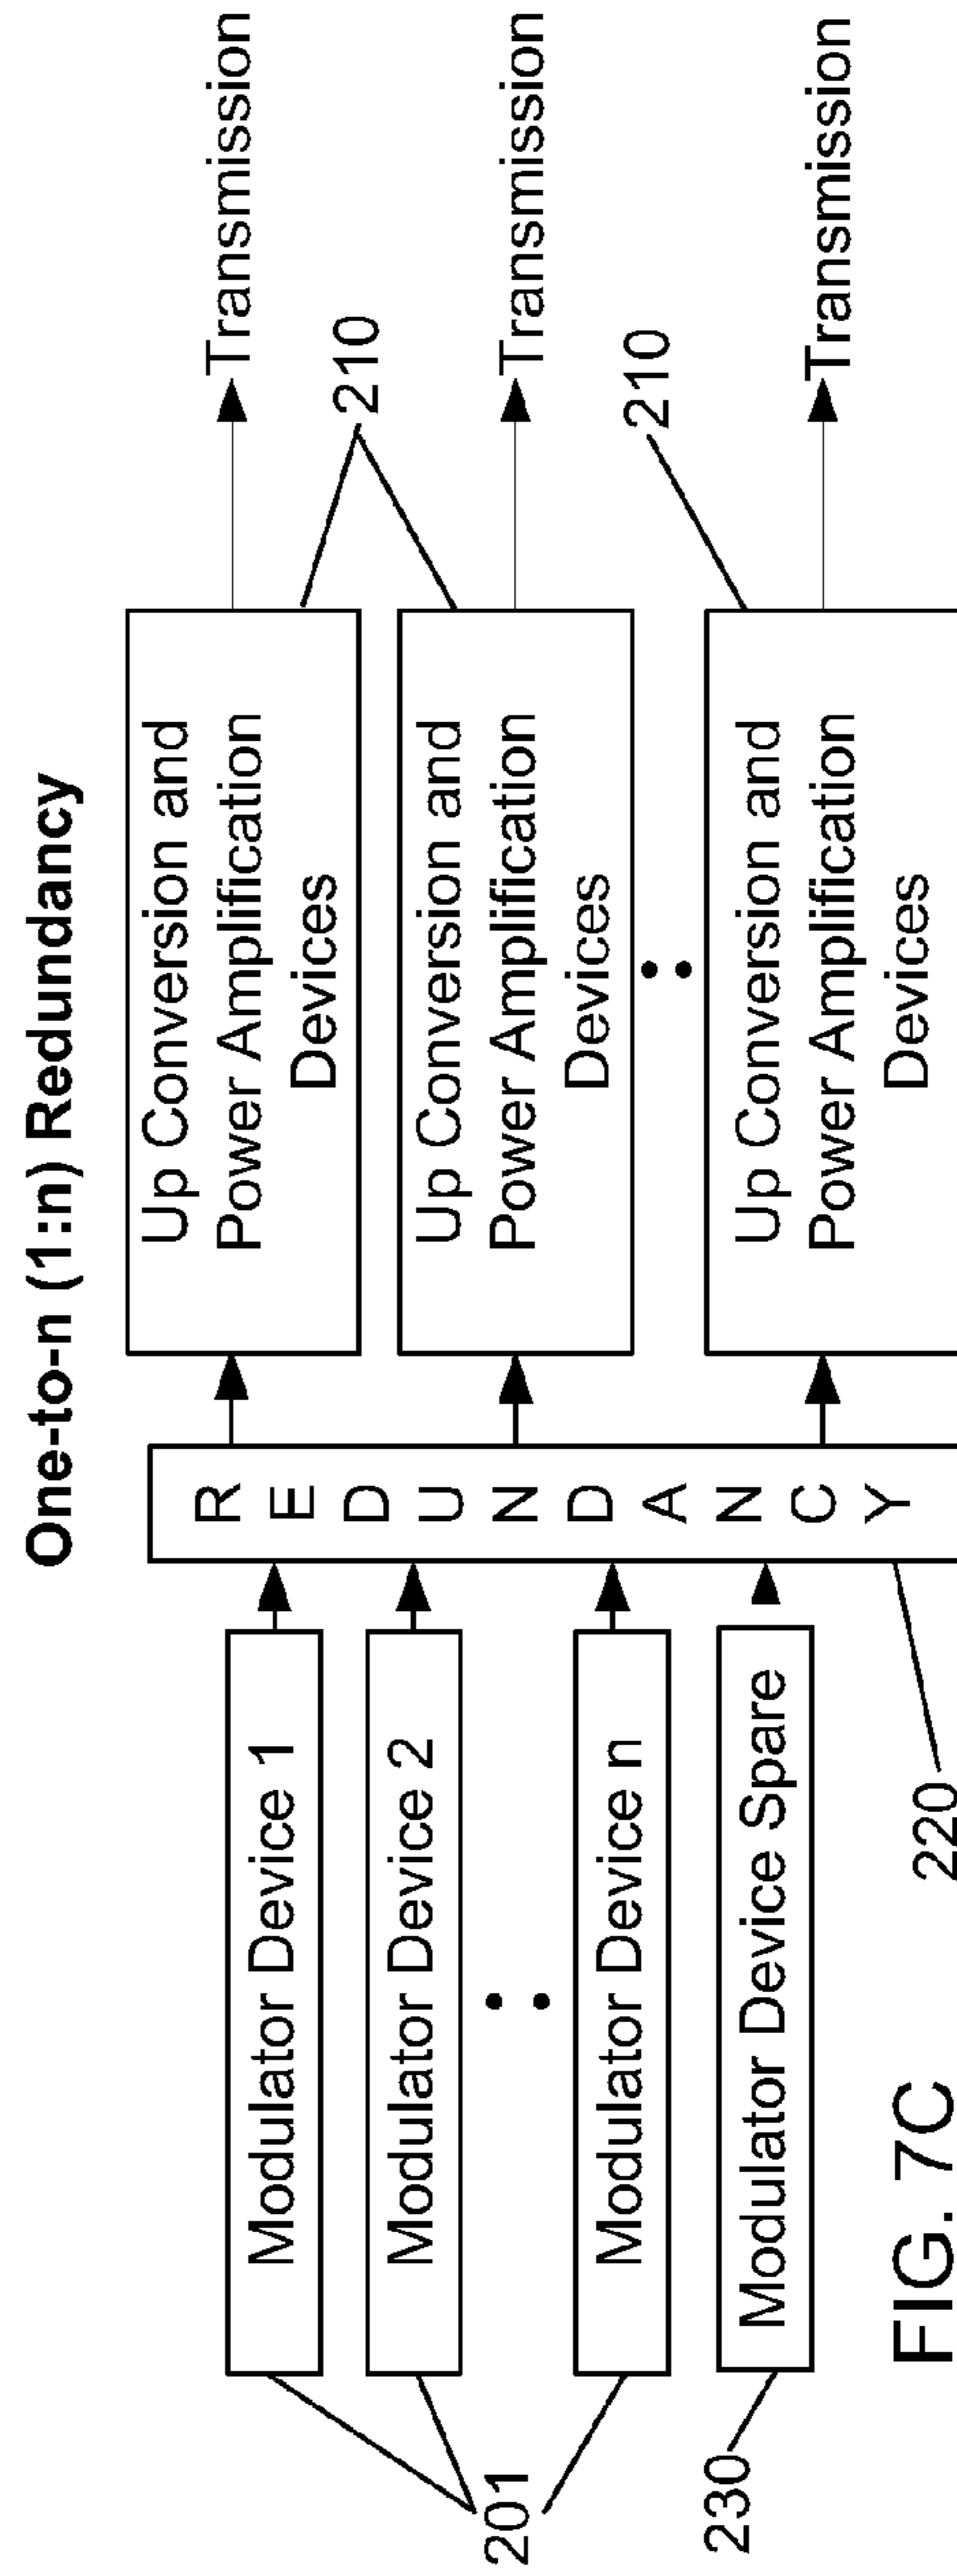 One-to-n (1:n) Redundancy
Modulator Device 1
Modulator Device 2
Modulator Device n
Modulator Device Spare
201
230
REDUNDANCY
220
Up Conversion and
Power Amplification
Devices
Up Conversion and
Power Amplification
Devices
Up Conversion and
Power Amplification
Devices
210
210
Transmission
Transmission
Transmission
FIG. 7C